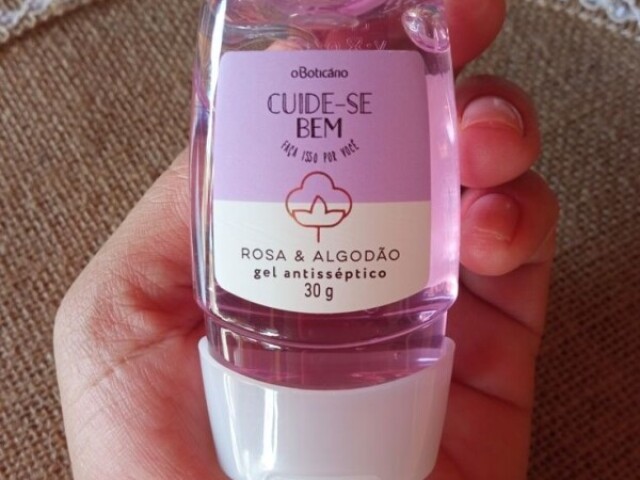 oBoticário
CUIDE-SE
BEM
FAÇA ISSO POR VOCÊ
ROSA & ALGODÃO
gel antisséptico
30 g